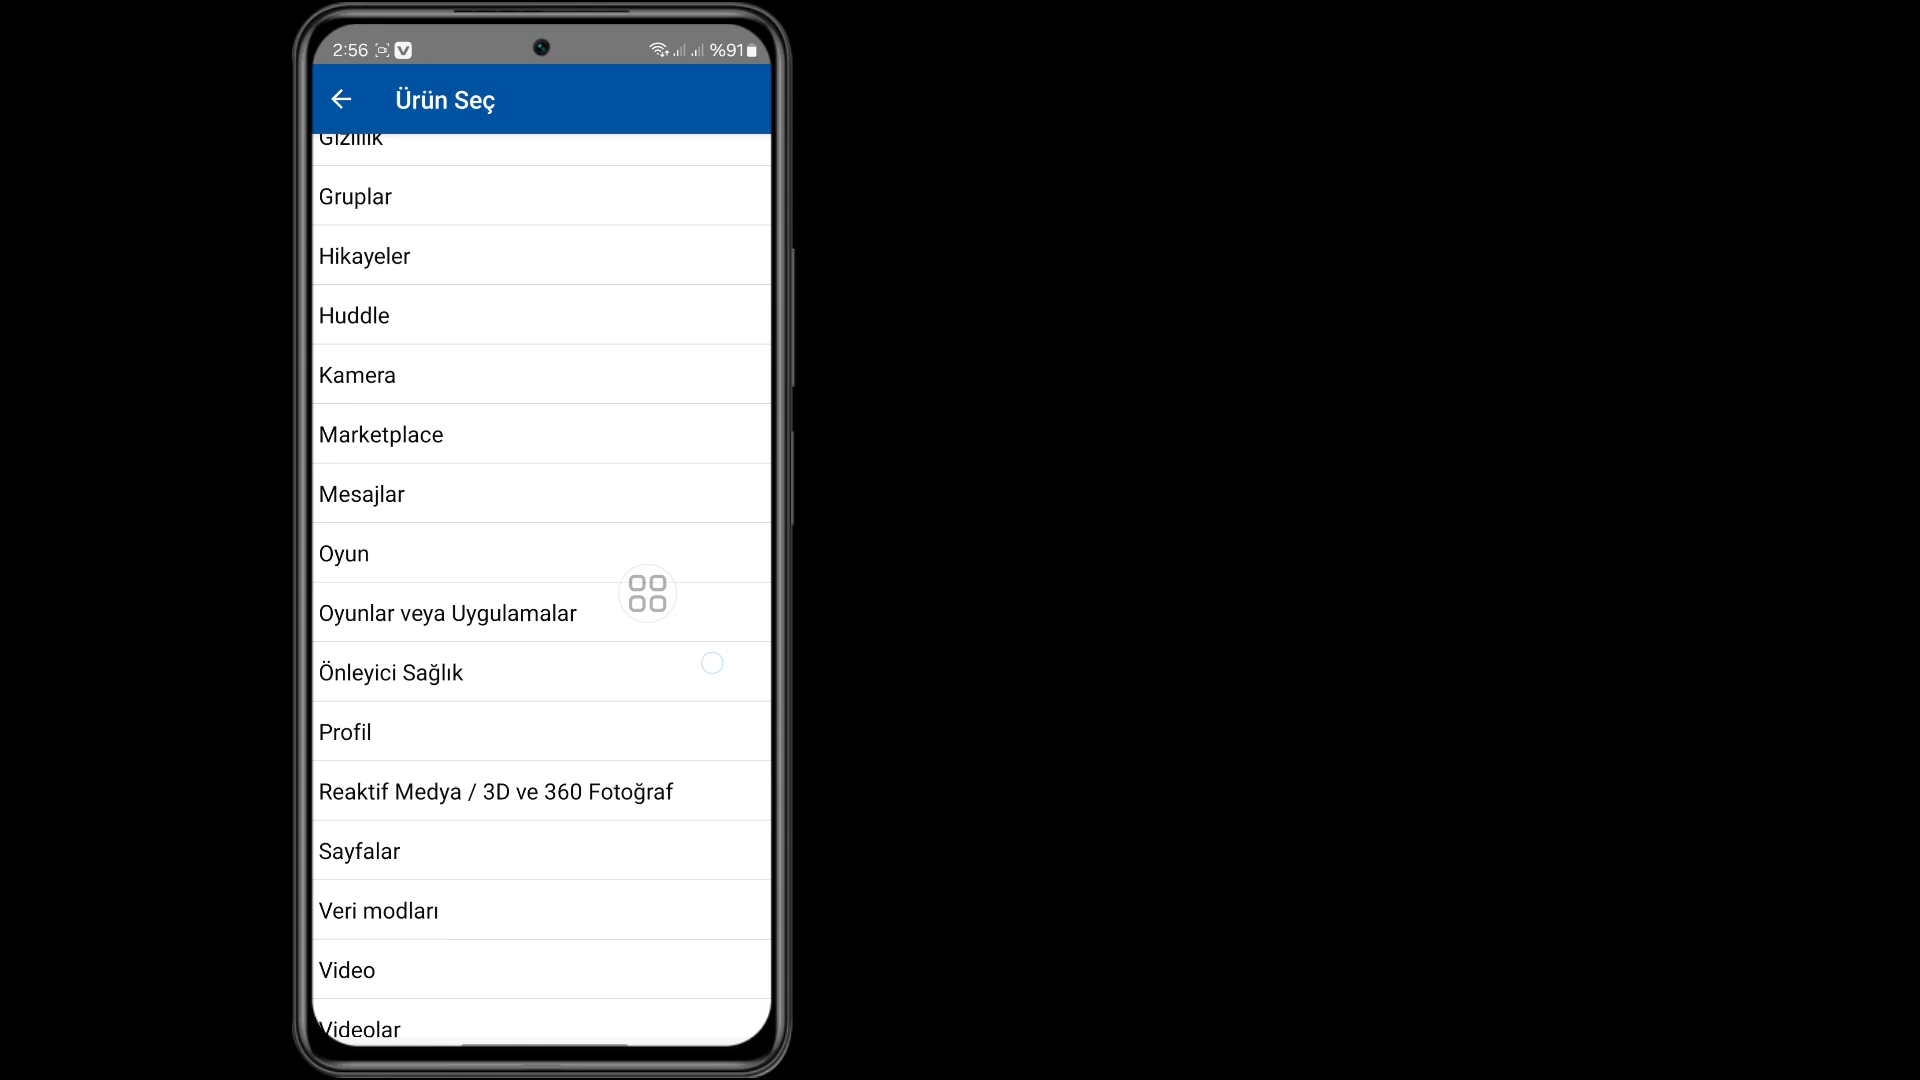 2:56 V %91
Ürün Seç
Gizlilik
Gruplar
Hikayeler
Huddle
Kamera
Marketplace
Mesajlar
Oyun
Oyunlar veya Uygulamalar
Önleyici Sağlık
Profil
Reaktif Medya / 3D ve 360 Fotoğraf
Sayfalar
Veri modları
Video
Videolar